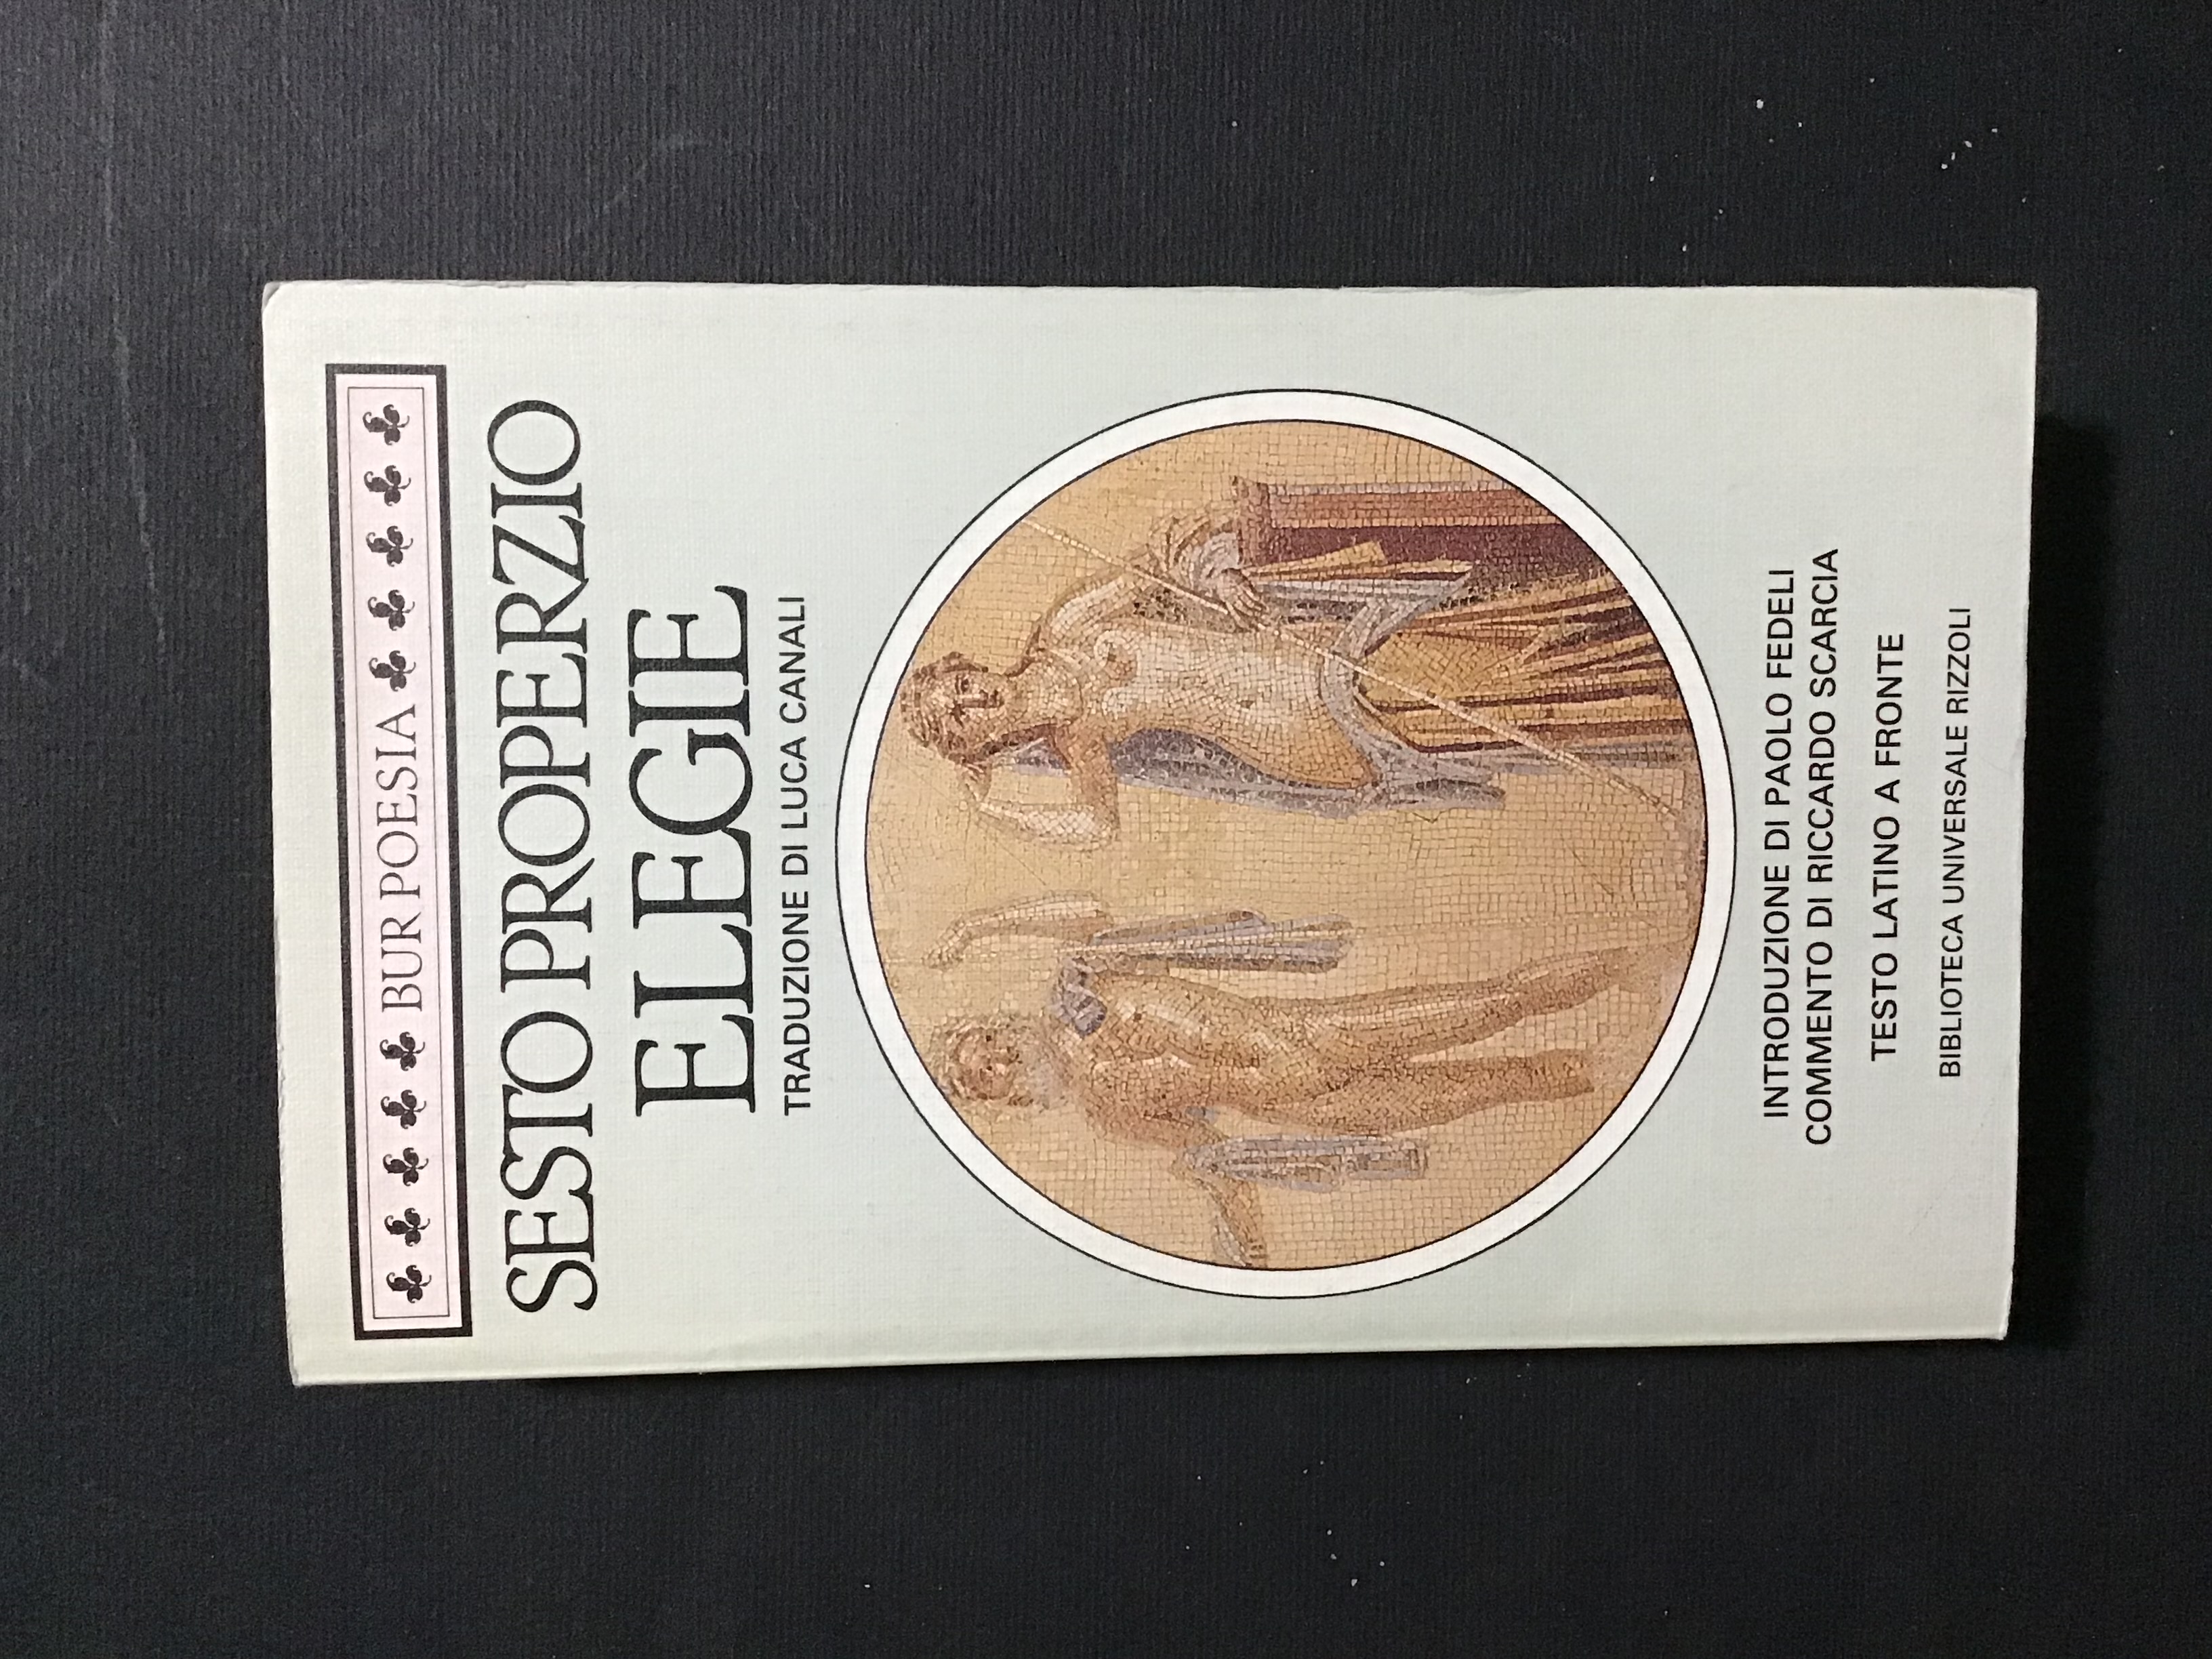 BUR POESIA
SESTO PROPERZIO
ELEGIE
TRADUZIONE DI LUCA CANALI
INTRODUZIONE DI PAOLO FEDELI
COMMENTO DI RICCARDO SCARCIA
TESTO LATINO A FRONTE
BIBLIOTECA UNIVERSALE RIZZOLI